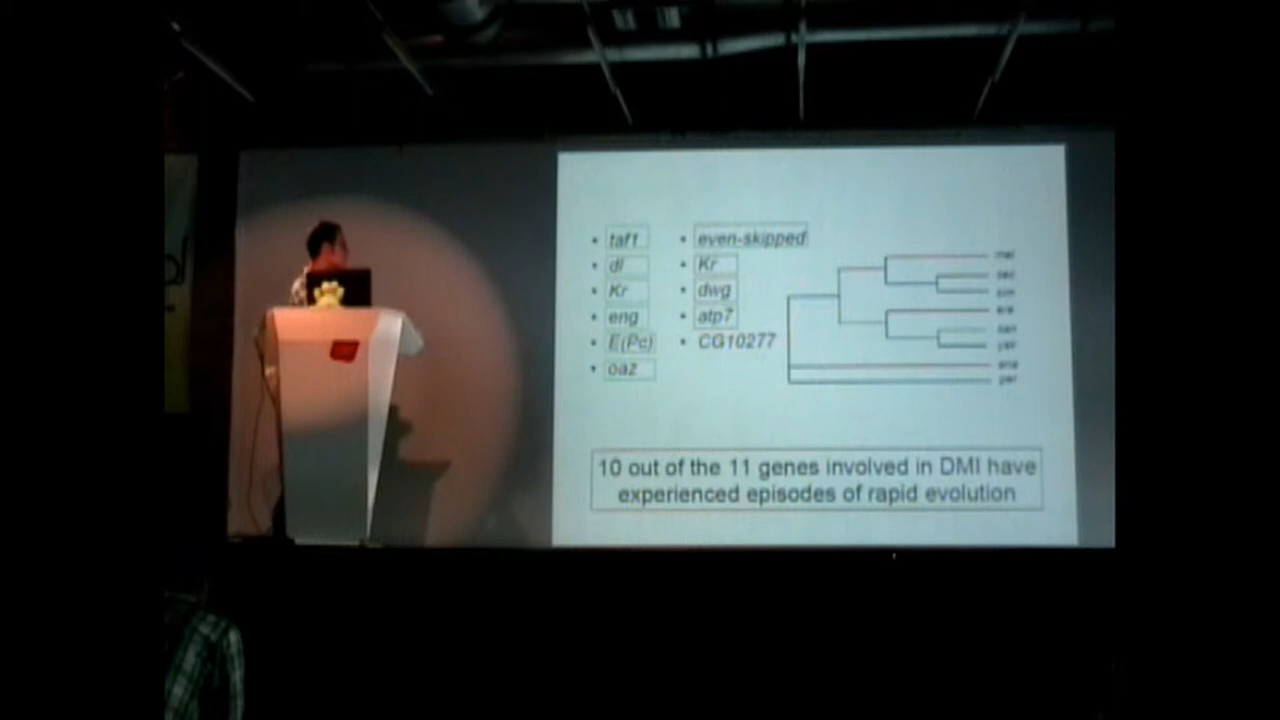 • taf1
• dl
• Kr
• eng
• E(Pc)
• oaz
• even-skipped
• Kr
• dwg
• atp7
• CG10277
mel
sec
sim
ere
san
yak
ana
per
10 out of the 11 genes involved in DMI have
experienced episodes of rapid evolution